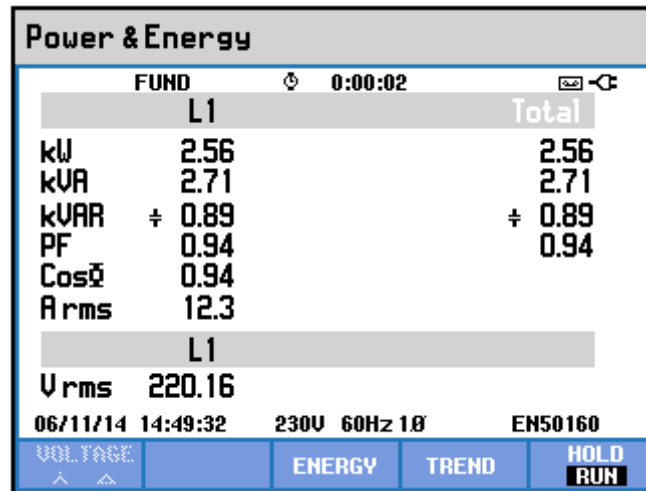 Power & Energy
FUND 0:00:02
L1 Total
kW 2.56 2.56
kVA 2.71 2.71
kVAR ⧧ 0.89 ⧧ 0.89
PF 0.94 0.94
CosΦ 0.94
A rms 12.3
L1
V rms 220.16
06/11/14 14:49:32 230V 60Hz 1Ø EN50160
VOLTAGE ENERGY TREND HOLD
RUN